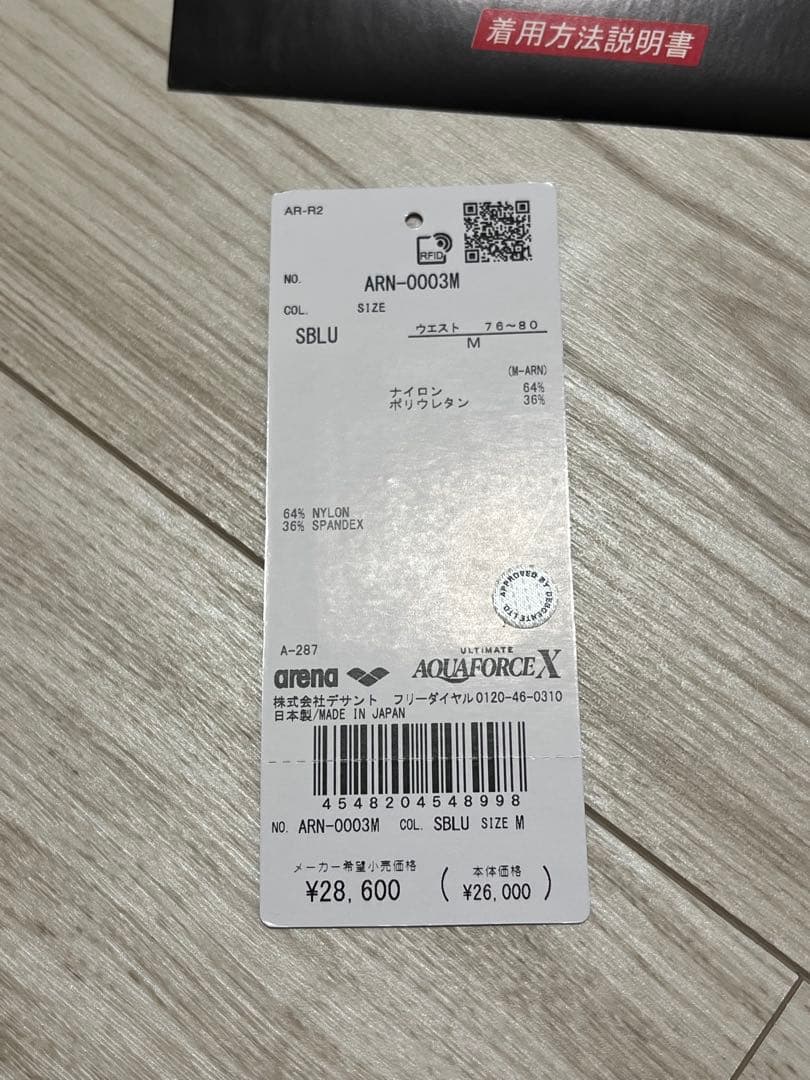 着用方法説明書
AR-R2
RFID
NO. ARN-0003M
COL. SIZE
SBLU ウエスト 76~80
M
(M-ARN)
ナイロン 64%
ポリウレタン 36%
64% NYLON
36% SPANDEX
APPROVED BY DESCENTE LTD.
A-287
arena ULTIMATE AQUAFORCE X
株式会社デサント フリーダイヤル0120-46-0310
日本製/MADE IN JAPAN
4548204548998
NO. ARN-0003M COL. SBLU SIZE M
メーカー希望小売価格 本体価格
¥28,600 (¥26,000)